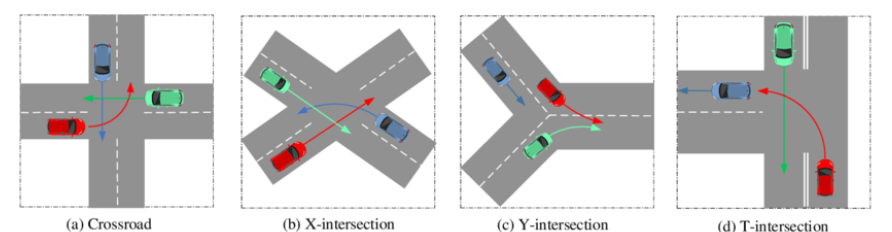 (a) Crossroad
(b) X-intersection
(c) Y-intersection
(d) T-intersection